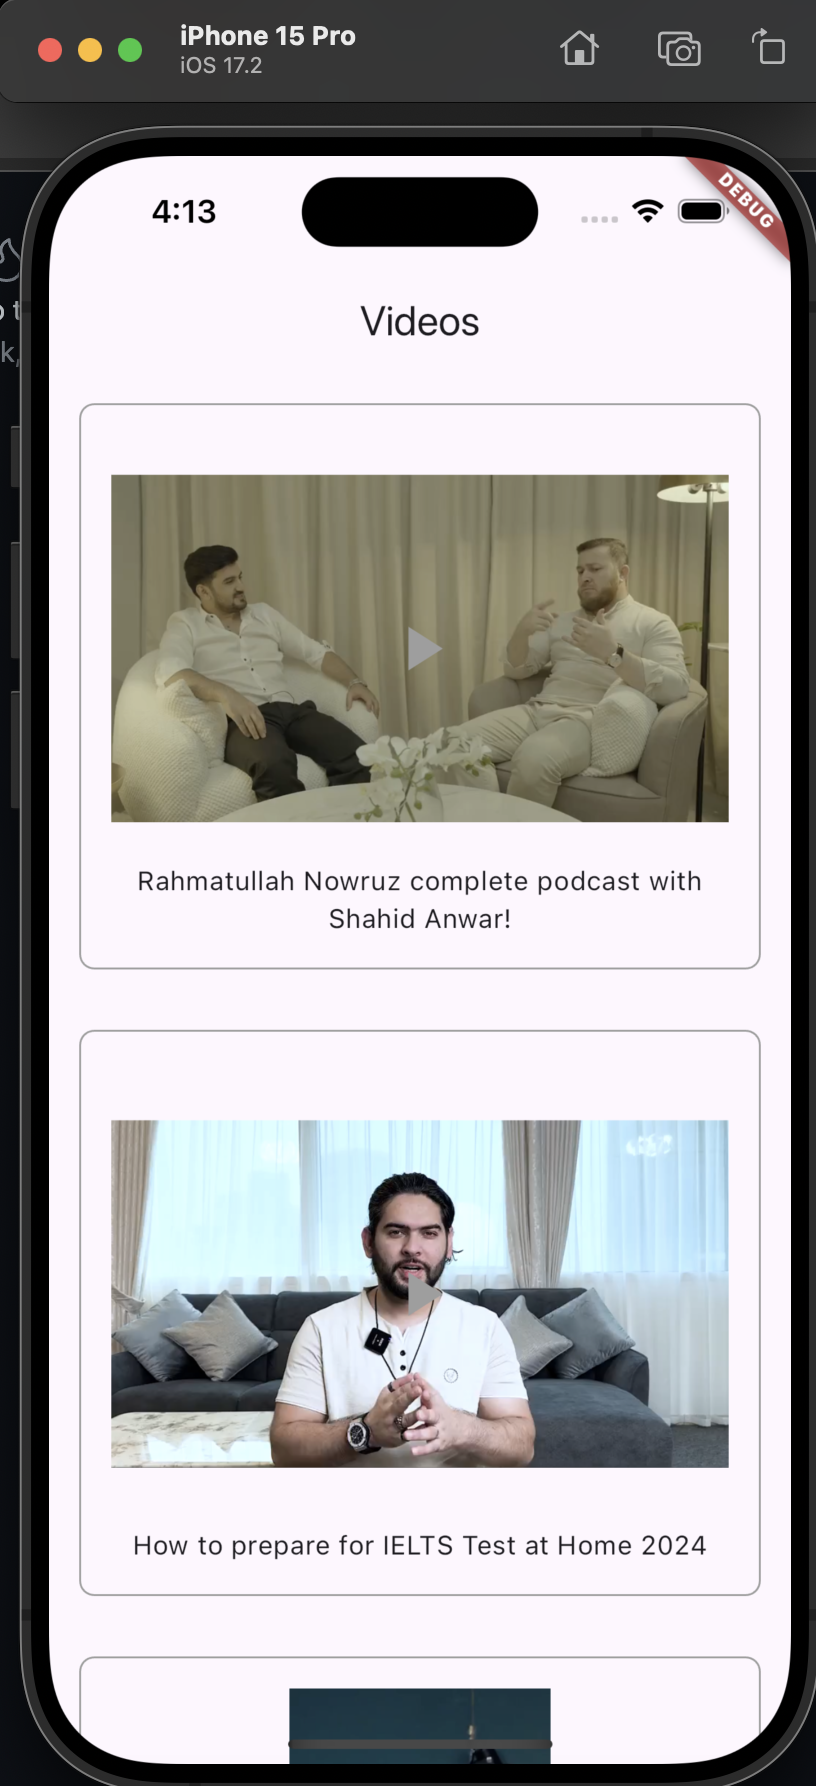 iPhone 15 Pro
iOS 17.2
4:13
DEBUG
Videos
Rahmatullah Nowruz complete podcast with
Shahid Anwar!
How to prepare for IELTS Test at Home 2024